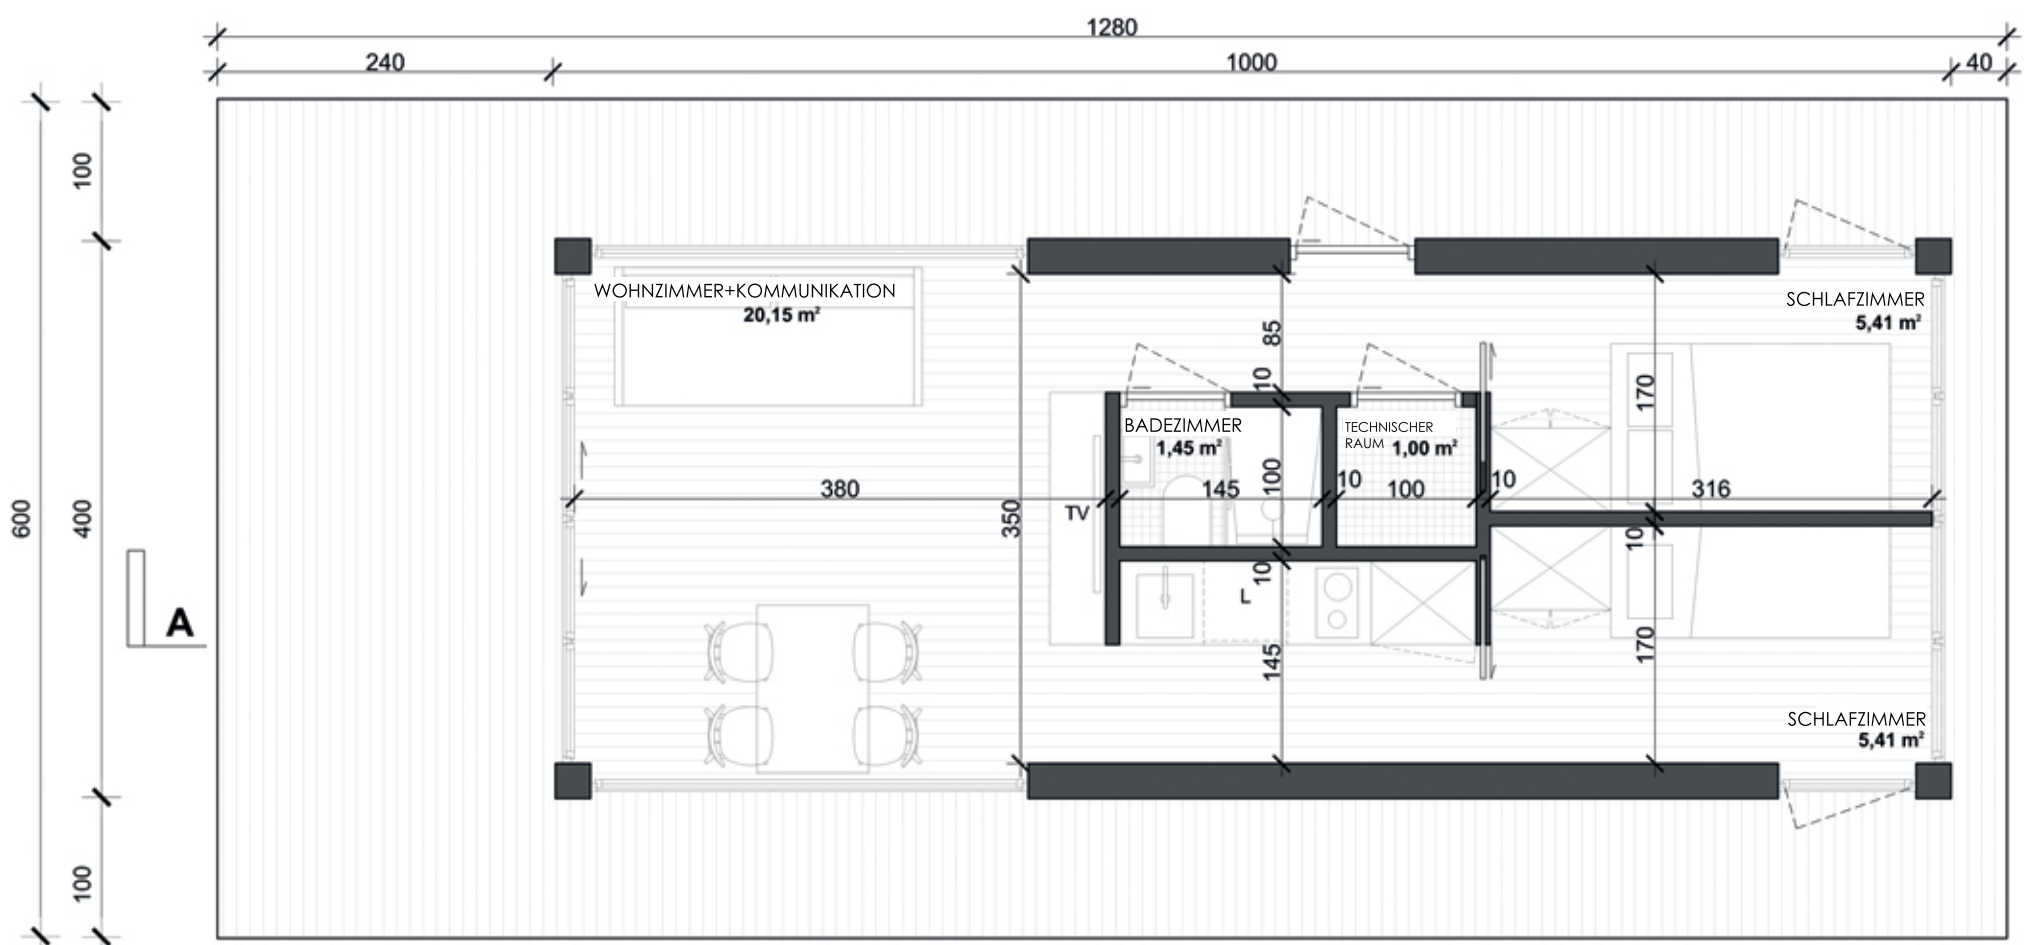 1280
240
1000
40
100
WOHNZIMMER+KOMMUNIKATION
20,15 m²
SCHLAFZIMMER
5,41 m²
85
10
170
BADEZIMMER
1,45 m²
TECHNISCHER
RAUM 1,00 m²
100
380
145
10
100
10
316
600
400
350
TV
10
10
L
A
145
170
SCHLAFZIMMER
5,41 m²
100